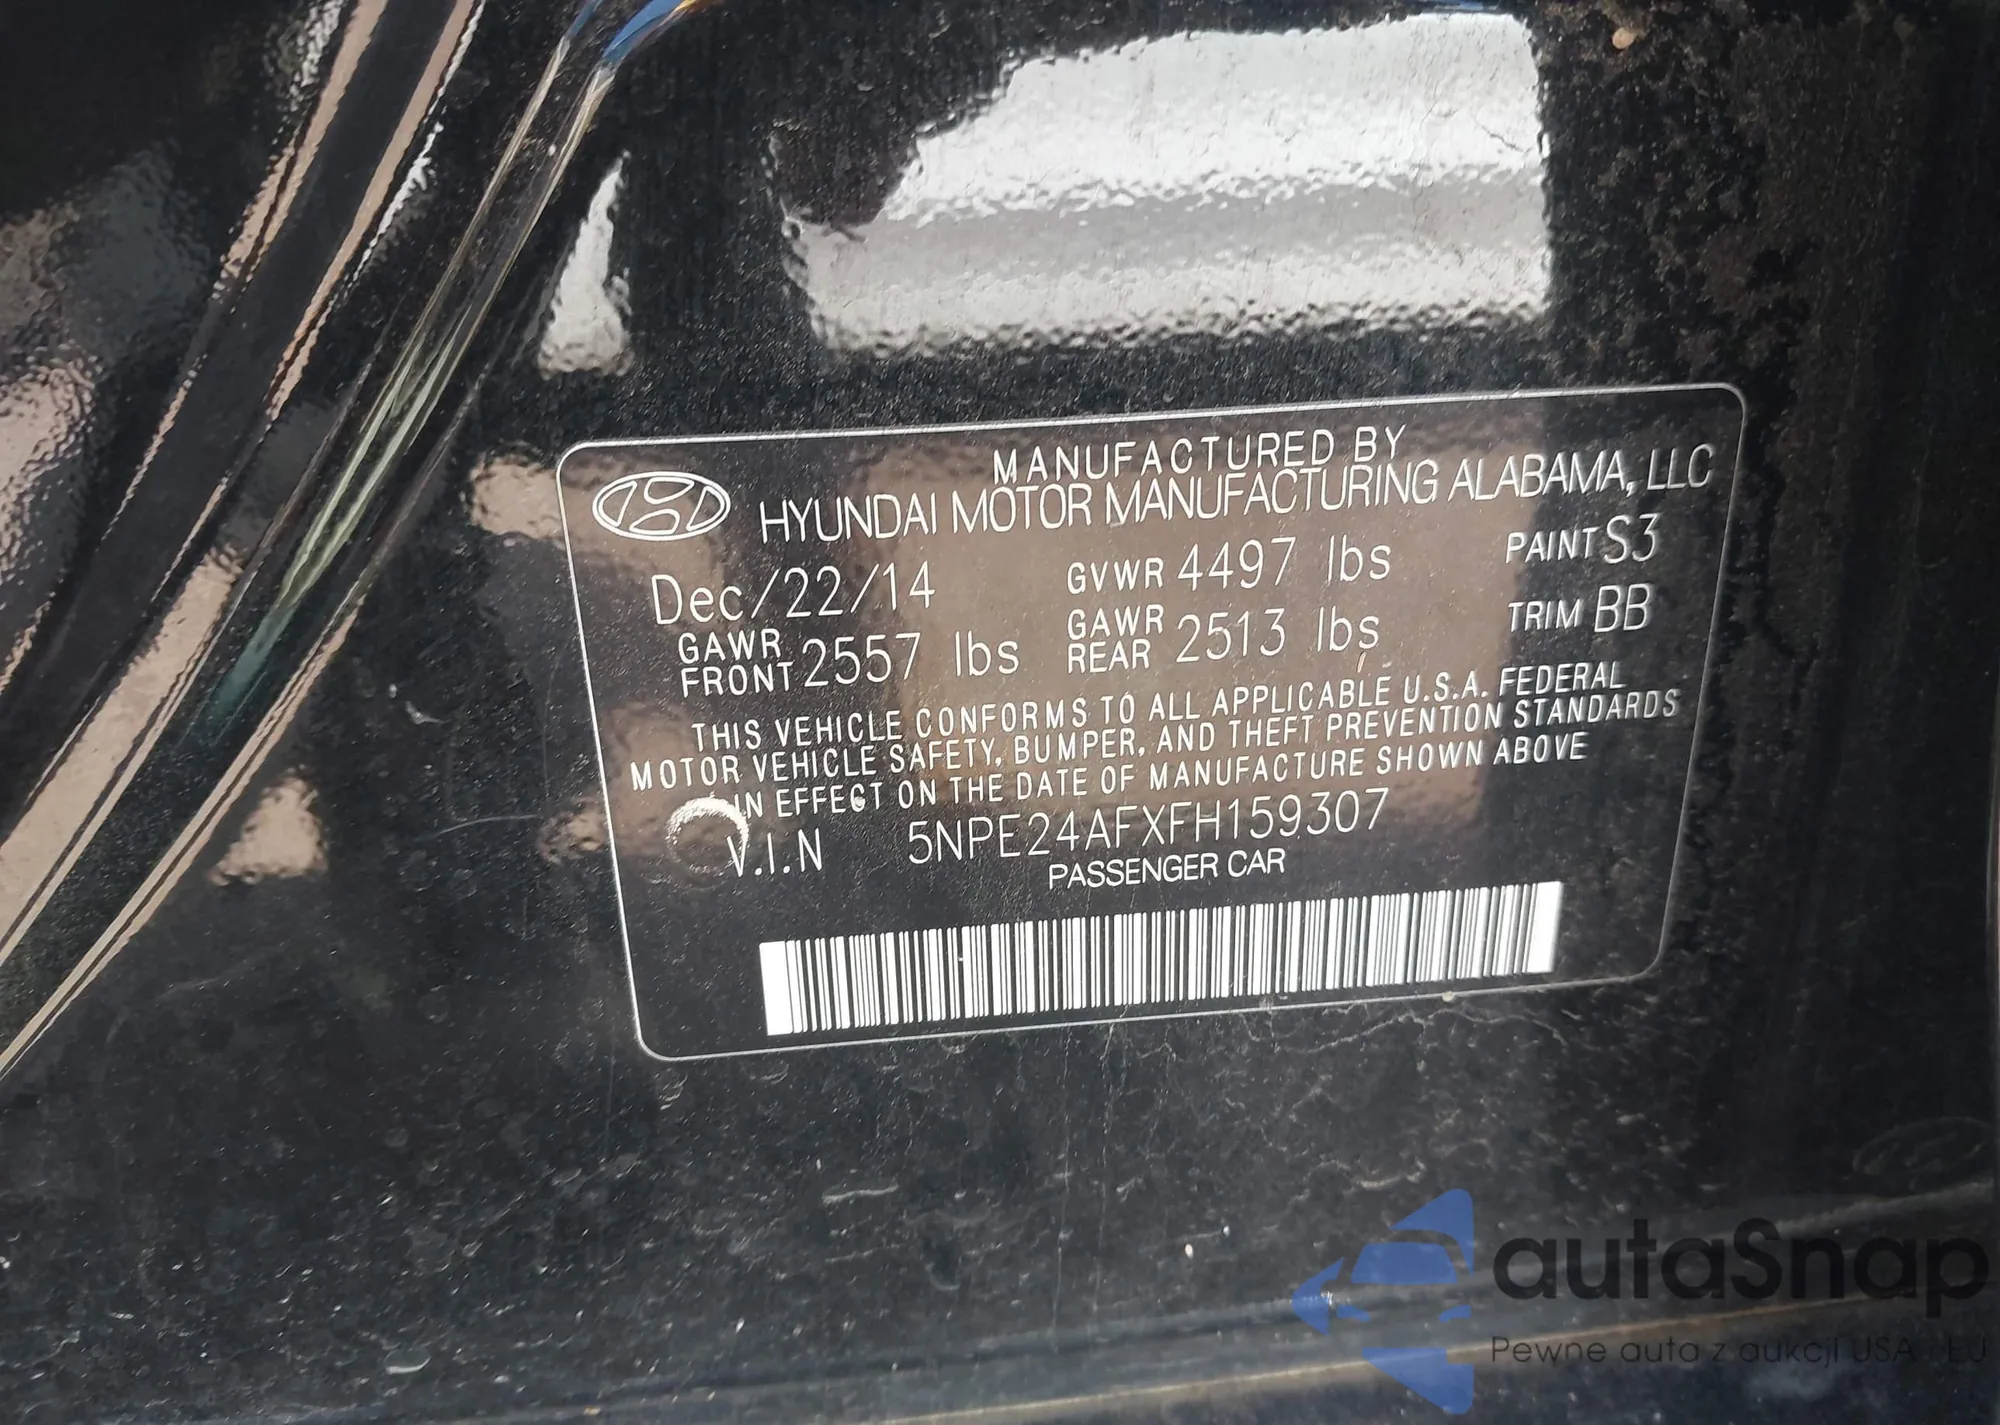 MANUFACTURED BY
HYUNDAI MOTOR MANUFACTURING ALABAMA, LLC
Dec/22/14 GVWR 4497 lbs PAINT S3
GAWR FRONT 2557 lbs GAWR REAR 2513 lbs TRIM BB
THIS VEHICLE CONFORMS TO ALL APPLICABLE U.S.A. FEDERAL
MOTOR VEHICLE SAFETY, BUMPER, AND THEFT PREVENTION STANDARDS
IN EFFECT ON THE DATE OF MANUFACTURE SHOWN ABOVE
V.I.N 5NPE24AFXFH159307
PASSENGER CAR
autaSnap
Pewne auta z aukcji USA i EU